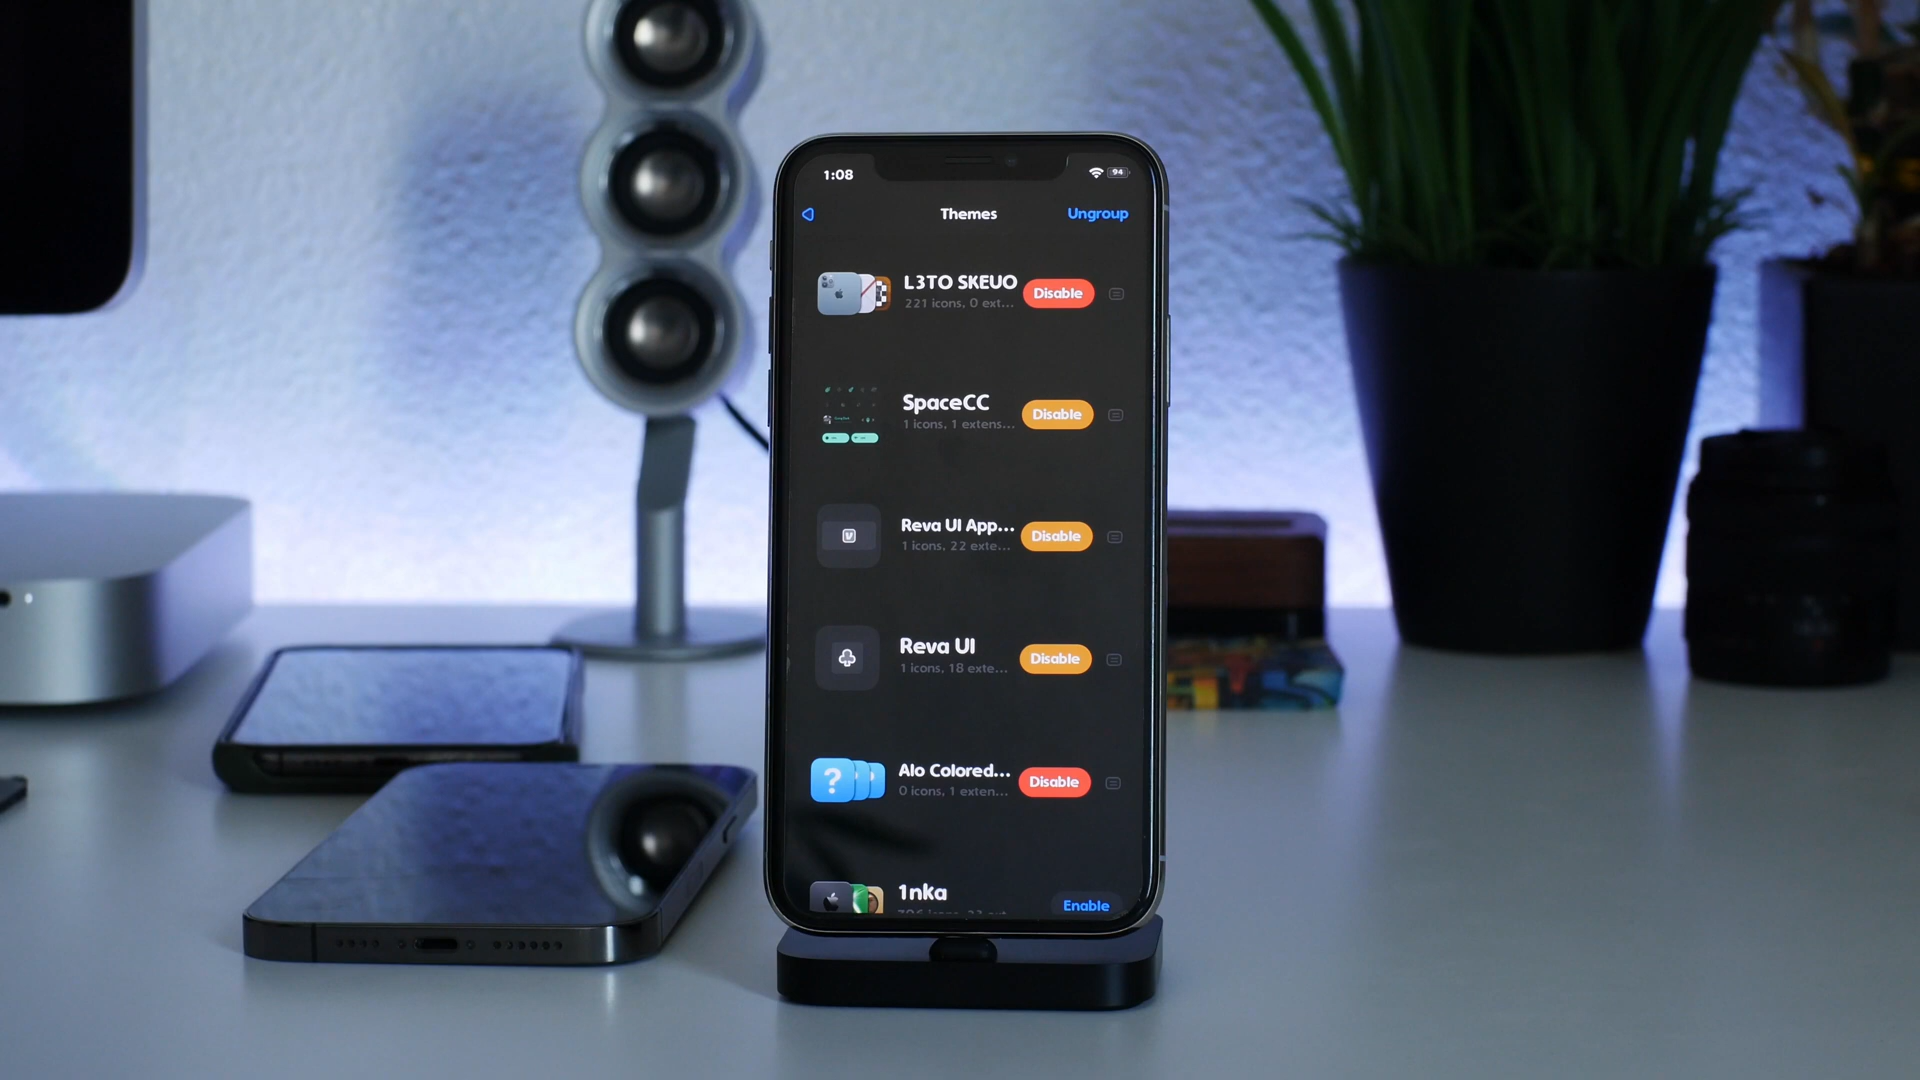 1:08
94
Themes
Ungroup
L3TO SKEUO
221 icons, 0 ext...
Disable
SpaceCC
1 icons, 1 extens...
Disable
Reva UI App...
1 icons, 22 exte...
Disable
Reva UI
1 icons, 18 exte...
Disable
?
Alo Colored...
0 icons, 1 exten...
Disable
1nka
Enable